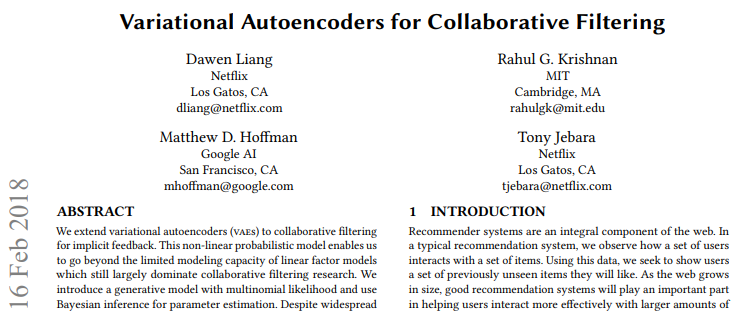 Variational Autoencoders for Collaborative Filtering
Dawen Liang
Netflix
Los Gatos, CA
dliang@netflix.com
Rahul G. Krishnan
MIT
Cambridge, MA
rahulgk@mit.edu
Matthew D. Hoffman
Google AI
San Francisco, CA
mhoffman@google.com
Tony Jebara
Netflix
Los Gatos, CA
tjebara@netflix.com
16 Feb 2018
ABSTRACT
We extend variational autoencoders (VAEs) to collaborative filtering
for implicit feedback. This non-linear probabilistic model enables us
to go beyond the limited modeling capacity of linear factor models
which still largely dominate collaborative filtering research. We
introduce a generative model with multinomial likelihood and use
Bayesian inference for parameter estimation. Despite widespread
1 INTRODUCTION
Recommender systems are an integral component of the web. In
a typical recommendation system, we observe how a set of users
interacts with a set of items. Using this data, we seek to show users
a set of previously unseen items they will like. As the web grows
in size, good recommendation systems will play an important part
in helping users interact more effectively with larger amounts of